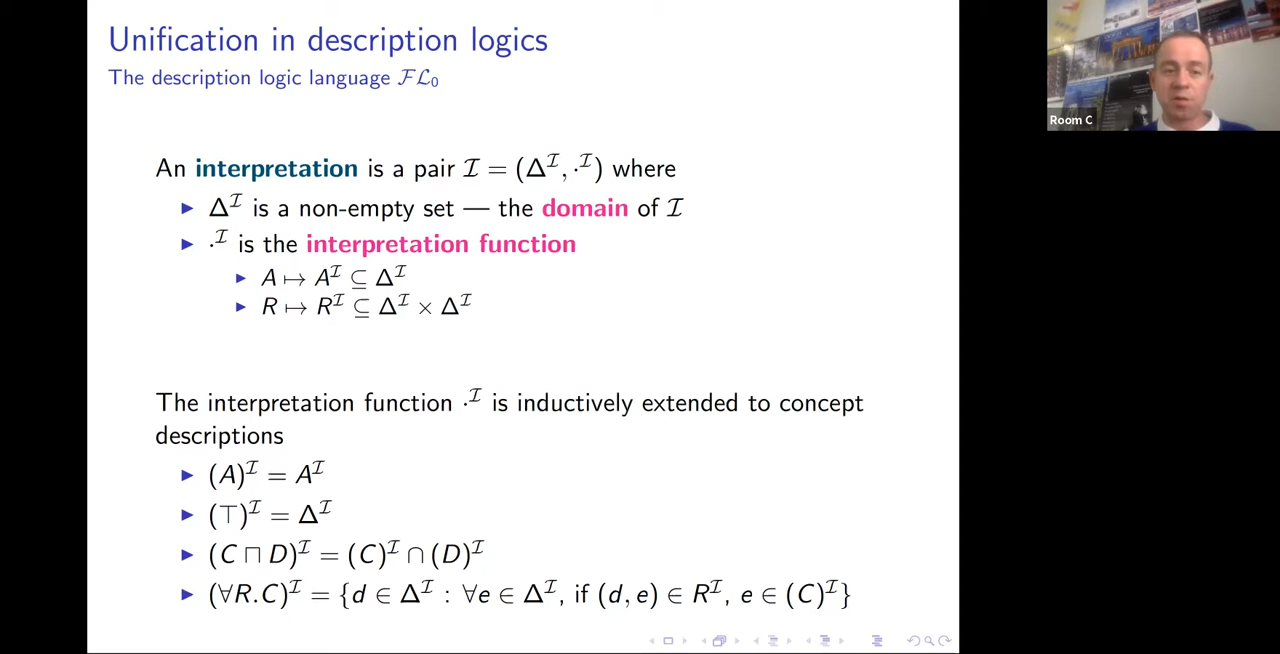 Unification in description logics
The description logic language ℱℒ₀
An interpretation is a pair ℐ = (Δ^ℐ, ·^ℐ) where
▶ Δ^ℐ is a non-empty set — the domain of ℐ
▶ ·^ℐ is the interpretation function
▶ A ↦ A^ℐ ⊆ Δ^ℐ
▶ R ↦ R^ℐ ⊆ Δ^ℐ × Δ^ℐ
The interpretation function ·^ℐ is inductively extended to concept
descriptions
▶ (A)^ℐ = A^ℐ
▶ (⊤)^ℐ = Δ^ℐ
▶ (C ⊓ D)^ℐ = (C)^ℐ ∩ (D)^ℐ
▶ (∀R.C)^ℐ = {d ∈ Δ^ℐ : ∀e ∈ Δ^ℐ, if (d, e) ∈ R^ℐ, e ∈ (C)^ℐ}
Room C